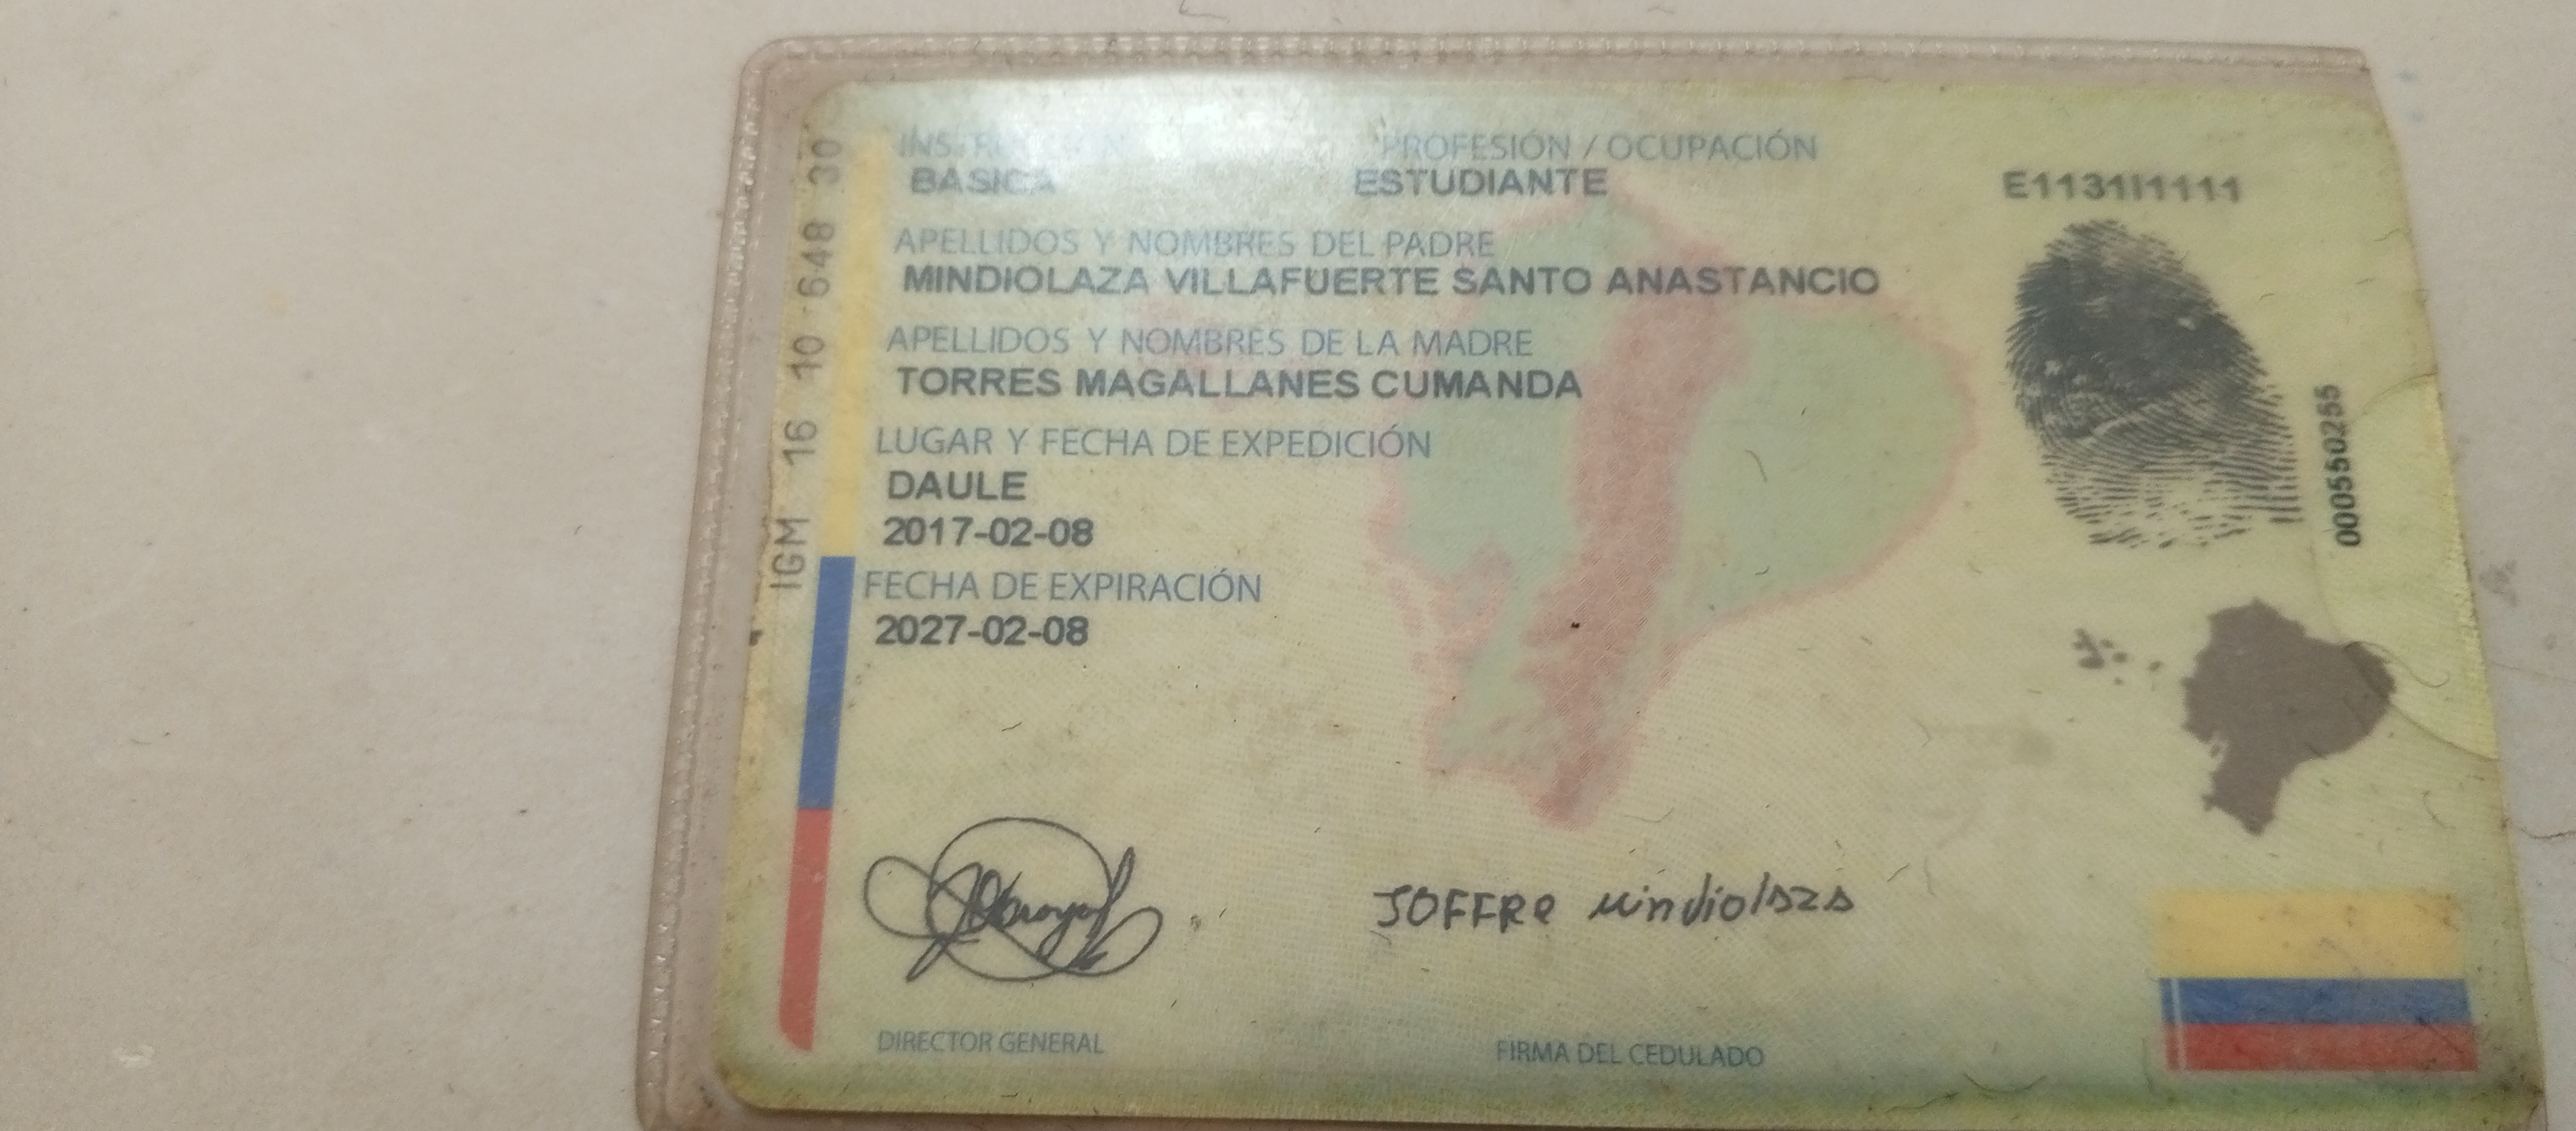 INSTRUCCIÓN PROFESIÓN / OCUPACIÓN
BASICA ESTUDIANTE E1131I1111
APELLIDOS Y NOMBRES DEL PADRE
MINDIOLAZA VILLAFUERTE SANTO ANASTANCIO
APELLIDOS Y NOMBRES DE LA MADRE
TORRES MAGALLANES CUMANDA
LUGAR Y FECHA DE EXPEDICIÓN
DAULE
2017-02-08
FECHA DE EXPIRACIÓN
2027-02-08
IGM 16 10 648 30
000550255
JOFFRE Mindiolaza
DIRECTOR GENERAL FIRMA DEL CEDULADO